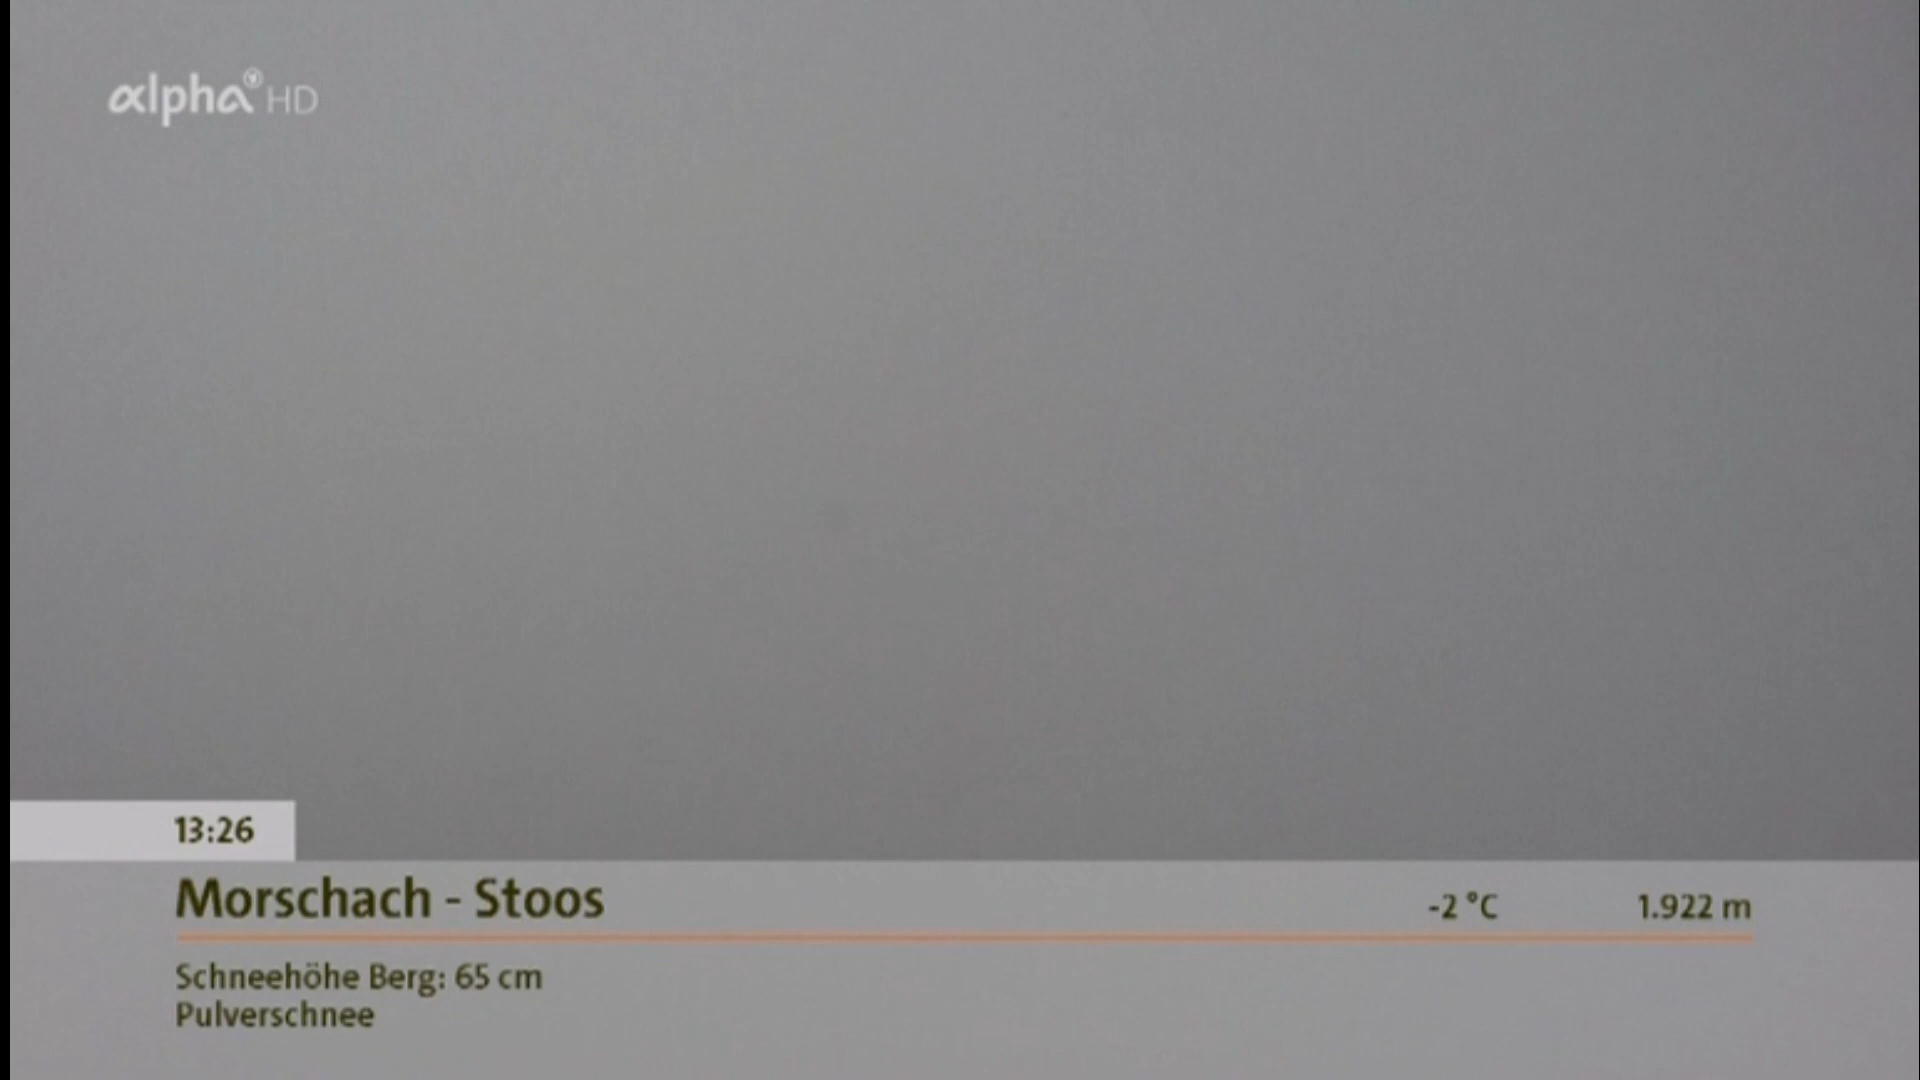 alpha HD
13:26
Morschach - Stoos -2 °C 1.922 m
Schneehöhe Berg: 65 cm
Pulverschnee